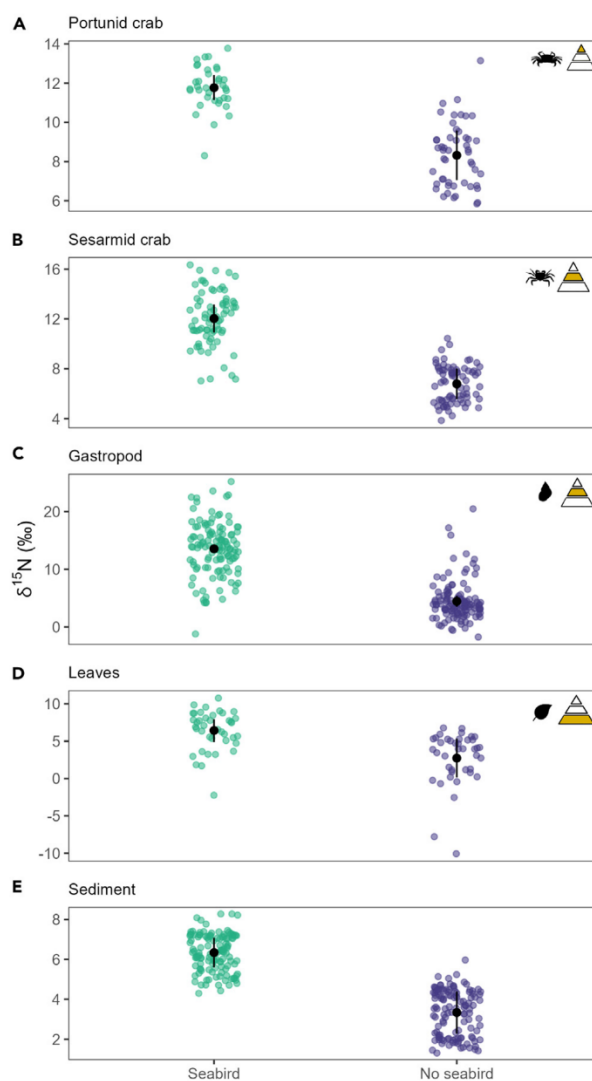 A
Portunid crab
14
12
10
8
6
B
Sesarmid crab
16
12
8
4
C
Gastropod
20
10
0
δ¹⁵N (‰)
D
Leaves
10
5
0
-5
-10
E
Sediment
8
6
4
2
Seabird No seabird